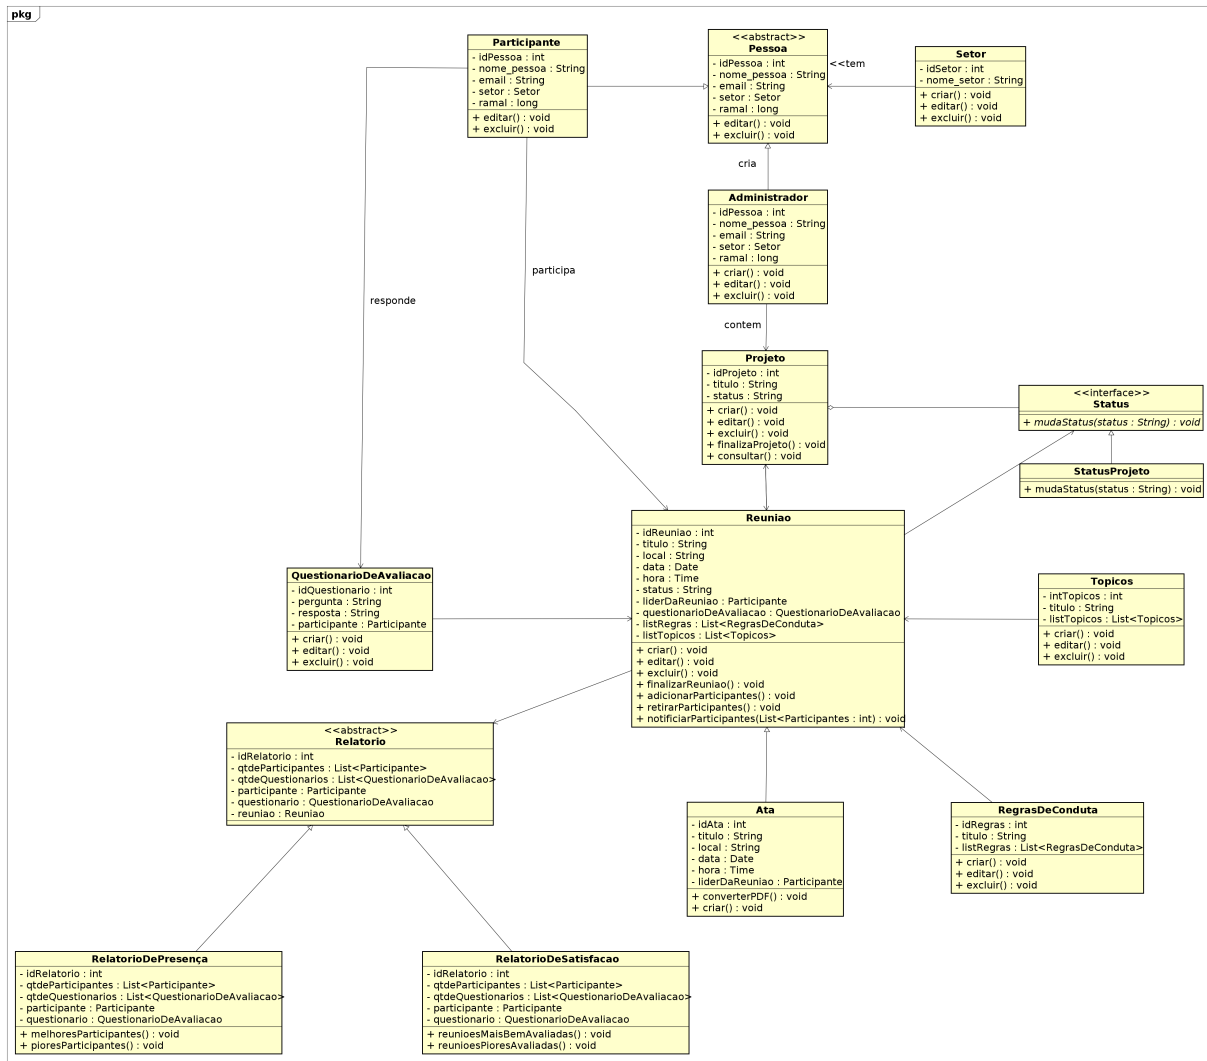 pkg
Participante
- idPessoa : int
- nome_pessoa : String
- email : String
- setor : Setor
- ramal : long
+ editar() : void
+ excluir() : void
<<abstract>>
Pessoa
- idPessoa : int
- nome_pessoa : String
- email : String
- setor : Setor
- ramal : long
+ editar() : void
+ excluir() : void
<<tem
Setor
- idSetor : int
- nome_setor : String
+ criar() : void
+ editar() : void
+ excluir() : void
cria
Administrador
- idPessoa : int
- nome_pessoa : String
- email : String
- setor : Setor
- ramal : long
+ criar() : void
+ editar() : void
+ excluir() : void
participa
responde
contem
Projeto
- idProjeto : int
- titulo : String
- status : String
+ criar() : void
+ editar() : void
+ excluir() : void
+ finalizaProjeto() : void
+ consultar() : void
<<interface>>
Status
+ mudaStatus(status : String) : void
StatusProjeto
+ mudaStatus(status : String) : void
Reuniao
- idReuniao : int
- titulo : String
- local : String
- data : Date
- hora : Time
- status : String
- liderDaReuniao : Participante
- questionarioDeAvaliacao : QuestionarioDeAvaliacao
- listRegras : List<RegrasDeConduta>
- listTopicos : List<Topicos>
+ criar() : void
+ editar() : void
+ excluir() : void
+ finalizarReuniao() : void
+ adicionarParticipantes() : void
+ retirarParticipantes() : void
+ notificiarParticipantes(List<Participantes : int) : void
QuestionarioDeAvaliacao
- idQuestionario : int
- pergunta : String
- resposta : String
- participante : Participante
+ criar() : void
+ editar() : void
+ excluir() : void
Topicos
- intTopicos : int
- titulo : String
- listTopicos : List<Topicos>
+ criar() : void
+ editar() : void
+ excluir() : void
<<abstract>>
Relatorio
- idRelatorio : int
- qtdeParticipantes : List<Participante>
- qtdeQuestionarios : List<QuestionarioDeAvaliacao>
- participante : Participante
- questionario : QuestionarioDeAvaliacao
- reuniao : Reuniao
Ata
- idAta : int
- titulo : String
- local : String
- data : Date
- hora : Time
- liderDaReuniao : Participante
+ converterPDF() : void
+ criar() : void
RegrasDeConduta
- idRegras : int
- titulo : String
- listRegras : List<RegrasDeConduta>
+ criar() : void
+ editar() : void
+ excluir() : void
RelatorioDePresença
- idRelatorio : int
- qtdeParticipantes : List<Participante>
- qtdeQuestionarios : List<QuestionarioDeAvaliacao>
- participante : Participante
- questionario : QuestionarioDeAvaliacao
+ melhoresParticipantes() : void
+ pioresParticipantes() : void
RelatorioDeSatisfacao
- idRelatorio : int
- qtdeParticipantes : List<Participante>
- qtdeQuestionarios : List<QuestionarioDeAvaliacao>
- participante : Participante
- questionario : QuestionarioDeAvaliacao
+ reunioesMaisBemAvaliadas() : void
+ reunioesPioresAvaliadas() : void